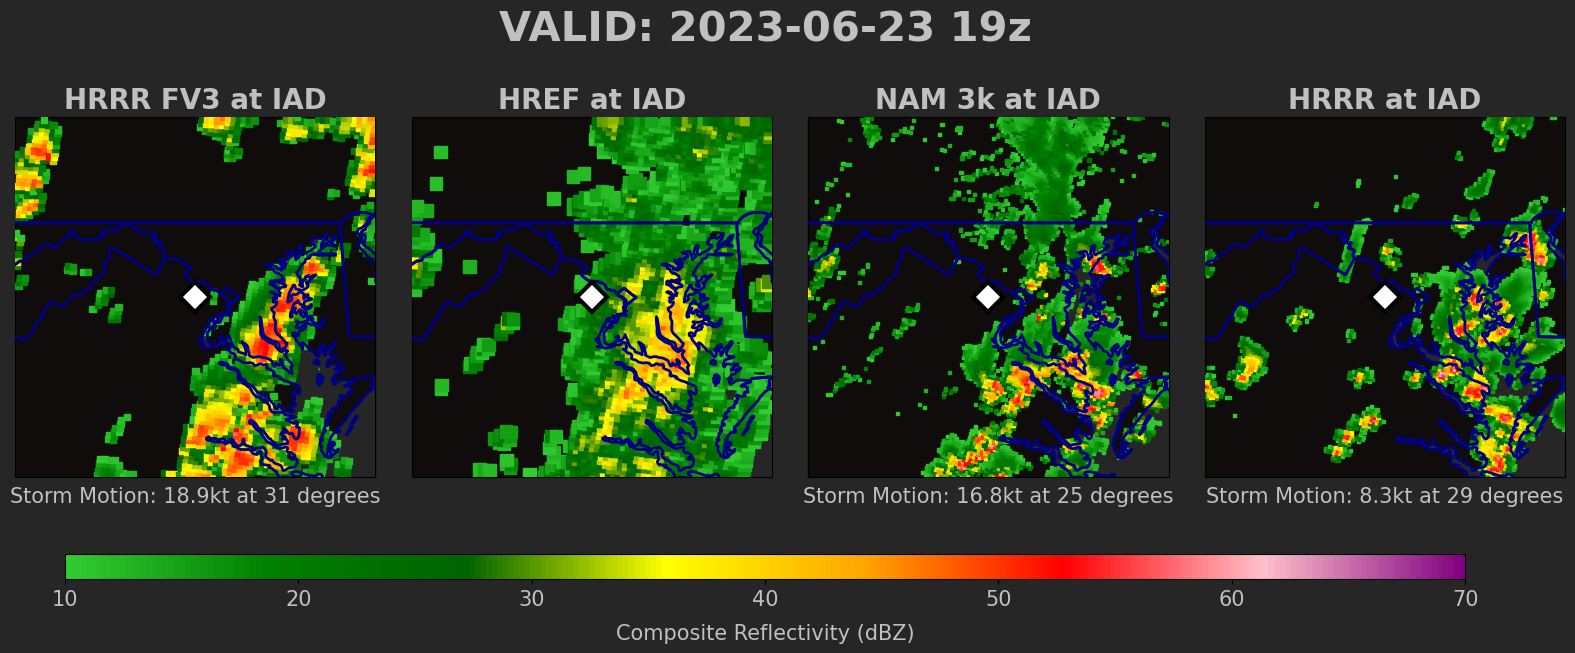 VALID: 2023-06-23 19z
HRRR FV3 at IAD
HREF at IAD
NAM 3k at IAD
HRRR at IAD
Storm Motion: 18.9kt at 31 degrees
Storm Motion: 16.8kt at 25 degrees
Storm Motion: 8.3kt at 29 degrees
10 20 30 40 50 60 70
Composite Reflectivity (dBZ)